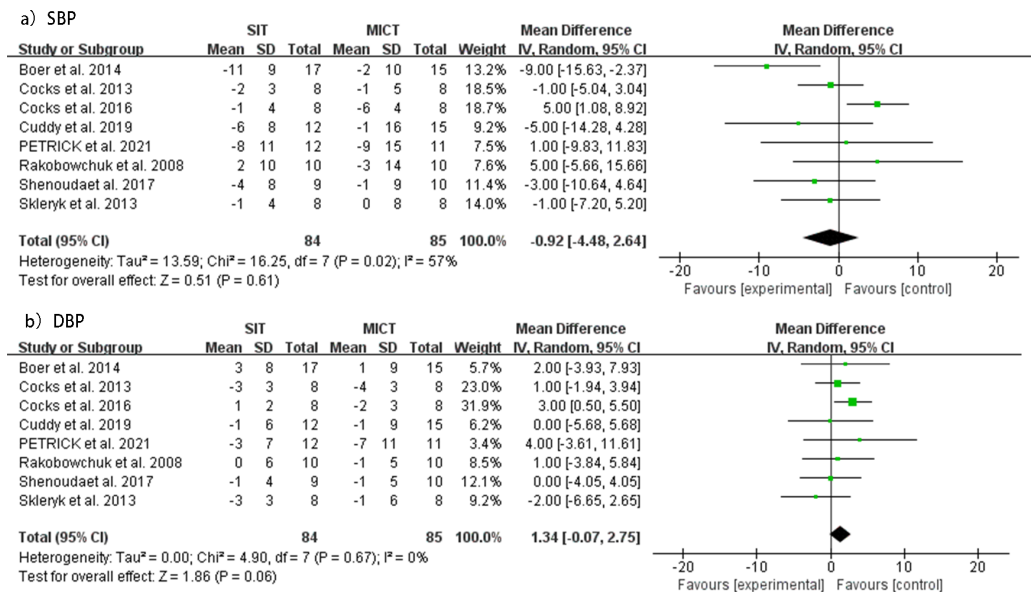 a）SBP
SIT MICT Mean Difference Mean Difference
Study or Subgroup Mean SD Total Mean SD Total Weight IV, Random, 95% CI IV, Random, 95% CI
Boer et al. 2014 -11 9 17 -2 10 15 13.2% -9.00 [-15.63, -2.37]
Cocks et al. 2013 -2 3 8 -1 5 8 18.5% -1.00 [-5.04, 3.04]
Cocks et al. 2016 -1 4 8 -6 4 8 18.7% 5.00 [1.08, 8.92]
Cuddy et al. 2019 -6 8 12 -1 16 15 9.2% -5.00 [-14.28, 4.28]
PETRICK et al. 2021 -8 11 12 -9 15 11 7.5% 1.00 [-9.83, 11.83]
Rakobowchuk et al. 2008 2 10 10 -3 14 10 7.6% 5.00 [-5.66, 15.66]
Shenoudaet al. 2017 -4 8 9 -1 9 10 11.4% -3.00 [-10.64, 4.64]
Skleryk et al. 2013 -1 4 8 0 8 8 14.0% -1.00 [-7.20, 5.20]
Total (95% CI) 84 85 100.0% -0.92 [-4.48, 2.64]
Heterogeneity: Tau² = 13.59; Chi² = 16.25, df = 7 (P = 0.02); I² = 57%
Test for overall effect: Z = 0.51 (P = 0.61)
-20 -10 0 10 20
Favours [experimental] Favours [control]
b）DBP
SIT MICT Mean Difference Mean Difference
Study or Subgroup Mean SD Total Mean SD Total Weight IV, Random, 95% CI IV, Random, 95% CI
Boer et al. 2014 3 8 17 1 9 15 5.7% 2.00 [-3.93, 7.93]
Cocks et al. 2013 -3 3 8 -4 3 8 23.0% 1.00 [-1.94, 3.94]
Cocks et al. 2016 1 2 8 -2 3 8 31.9% 3.00 [0.50, 5.50]
Cuddy et al. 2019 -1 6 12 -1 9 15 6.2% 0.00 [-5.68, 5.68]
PETRICK et al. 2021 -3 7 12 -7 11 11 3.4% 4.00 [-3.61, 11.61]
Rakobowchuk et al. 2008 0 6 10 -1 5 10 8.5% 1.00 [-3.84, 5.84]
Shenoudaet al. 2017 -1 4 9 -1 5 10 12.1% 0.00 [-4.05, 4.05]
Skleryk et al. 2013 -3 3 8 -1 6 8 9.2% -2.00 [-6.65, 2.65]
Total (95% CI) 84 85 100.0% 1.34 [-0.07, 2.75]
Heterogeneity: Tau² = 0.00; Chi² = 4.90, df = 7 (P = 0.67); I² = 0%
Test for overall effect: Z = 1.86 (P = 0.06)
-20 -10 0 10 20
Favours [experimental] Favours [control]